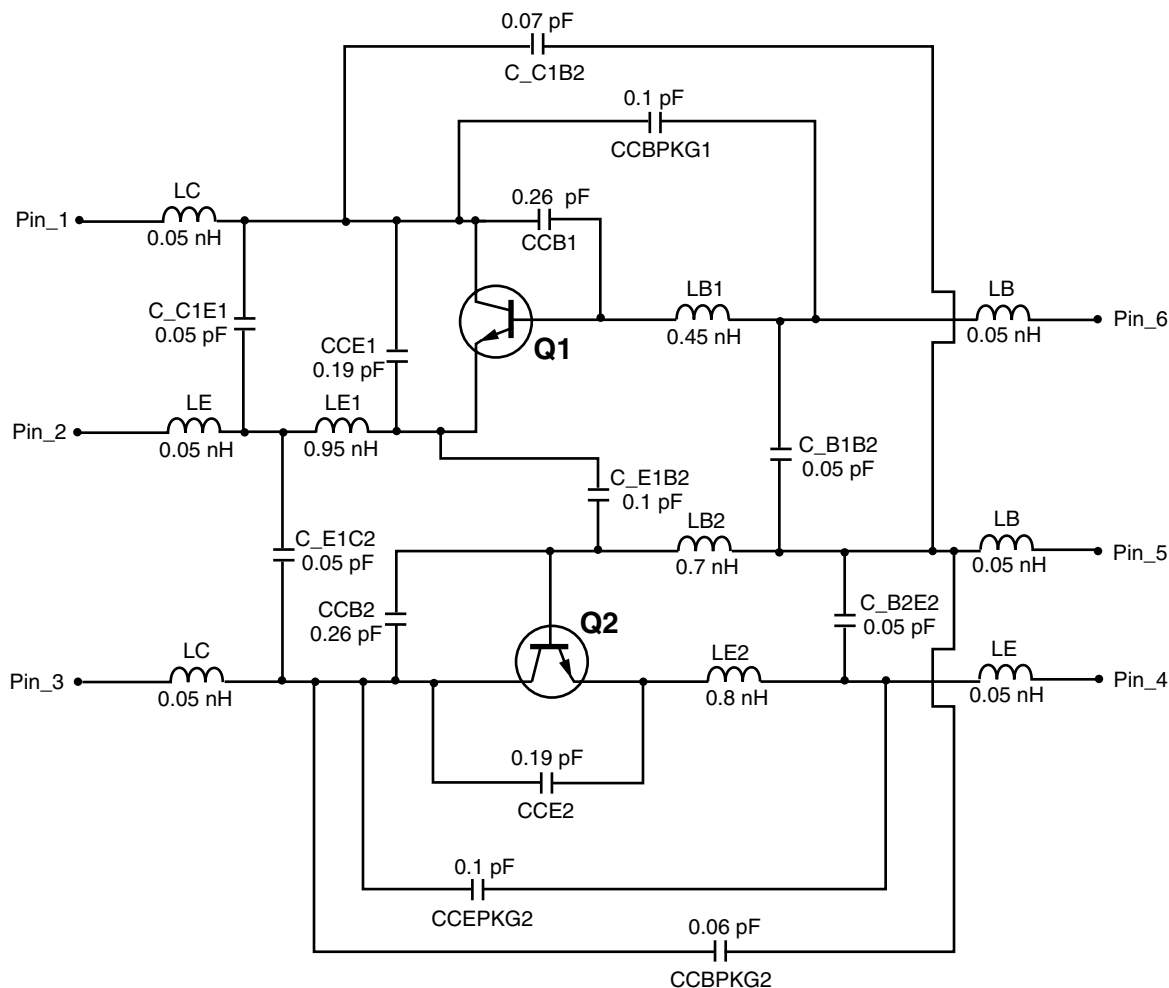 0.07 pF
C_C1B2
0.1 pF
CCBPKG1
LC
0.26 pF
Pin_1
0.05 nH
CCB1
LB1
LB
C_C1E1
0.05 pF
Q1
0.45 nH
0.05 nH
Pin_6
CCE1
0.19 pF
LE
LE1
Pin_2
0.05 nH
0.95 nH
C_B1B2
0.05 pF
C_E1B2
0.1 pF
LB2
LB
C_E1C2
0.05 pF
0.7 nH
0.05 nH
Pin_5
CCB2
0.26 pF
Q2
C_B2E2
0.05 pF
LC
LE2
LE
Pin_3
0.05 nH
0.8 nH
0.05 nH
Pin_4
0.19 pF
CCE2
0.1 pF
CCEPKG2
0.06 pF
CCBPKG2